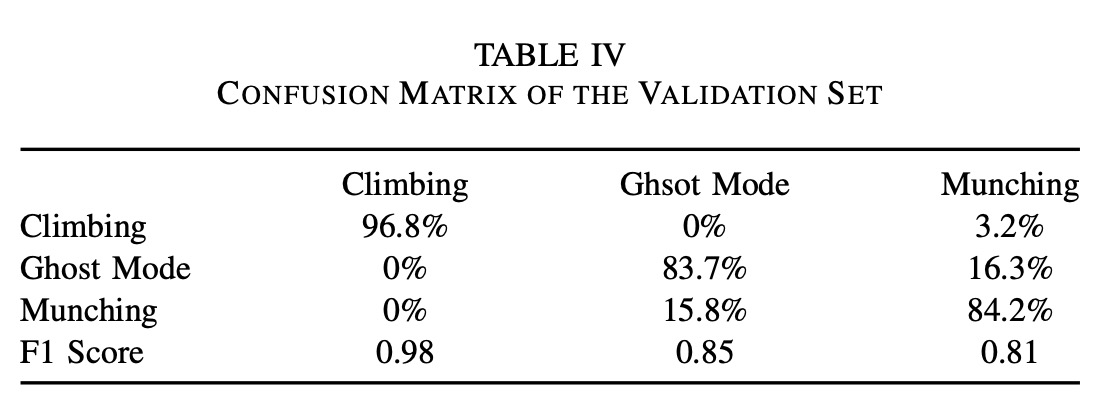 TABLE IV
CONFUSION MATRIX OF THE VALIDATION SET
Climbing Ghsot Mode Munching
Climbing 96.8% 0% 3.2%
Ghost Mode 0% 83.7% 16.3%
Munching 0% 15.8% 84.2%
F1 Score 0.98 0.85 0.81